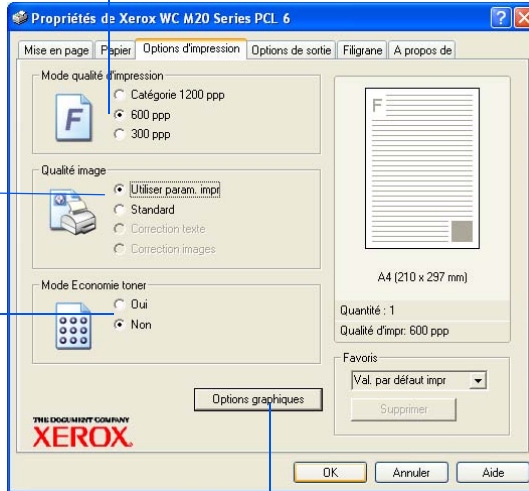 Propriétés de Xerox WC M20 Series PCL 6
Mise en page Papier Options d'impression Options de sortie Filigrane A propos de
Mode qualité d'impression
Catégorie 1200 ppp
600 ppp
300 ppp
F
Qualité image
Utiliser param. impr
Standard
Correction texte
Correction images
Mode Economie toner
Oui
Non
Options graphiques
THE DOCUMENT COMPANY
XEROX.
F
A4 (210 x 297 mm)
Quantité : 1
Qualité d'impr: 600 ppp
Favoris
Val. par défaut impr
Supprimer
OK Annuler Aide